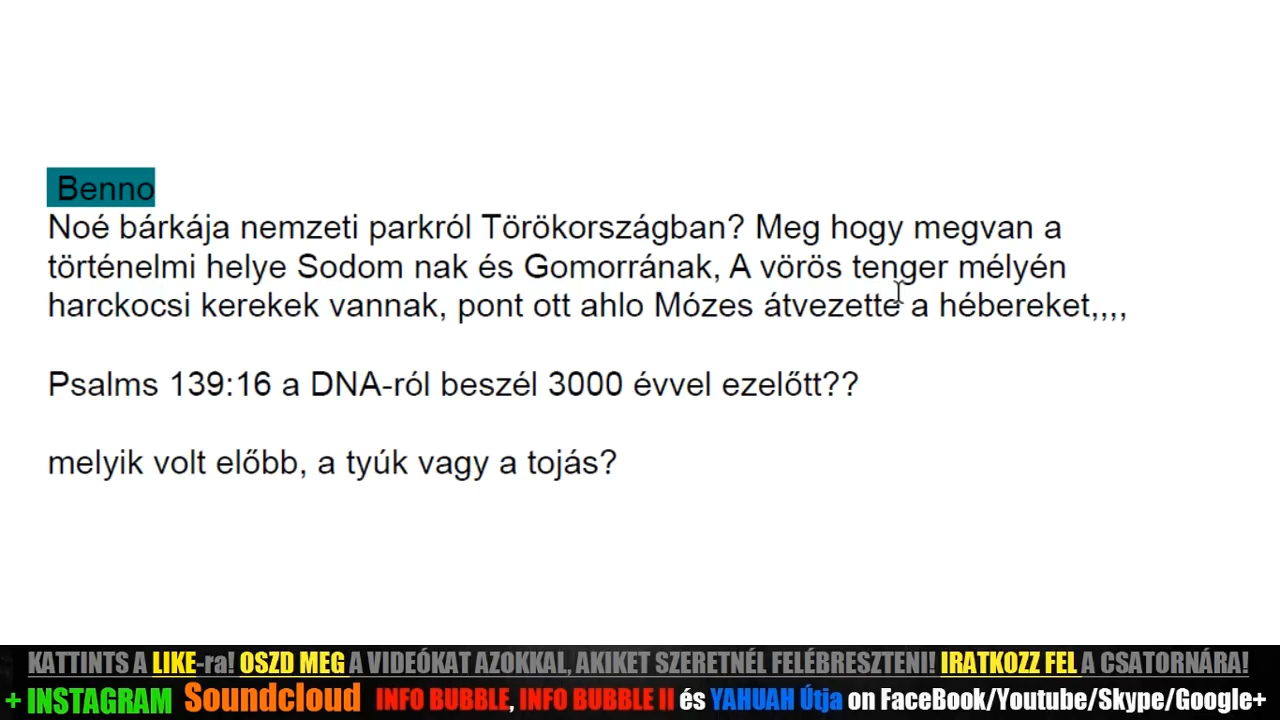 Benno
Noé bárkája nemzeti parkról Törökországban? Meg hogy megvan a
történelmi helye Sodom nak és Gomorrának, A vörös tenger mélyén
harckocsi kerekek vannak, pont ott ahlo Mózes átvezette a hébereket,,,,
Psalms 139:16 a DNA-ról beszél 3000 évvel ezelőtt??
melyik volt előbb, a tyúk vagy a tojás?
KATTINTS A LIKE-ra! OSZD MEG A VIDEÓKAT AZOKKAL, AKIKET SZERETNÉL FELÉBRESZTENI! IRATKOZZ FEL A CSATORNÁRA!
+ INSTAGRAM Soundcloud INFO BUBBLE, INFO BUBBLE II és YAHUAH Útja on FaceBook/Youtube/Skype/Google+